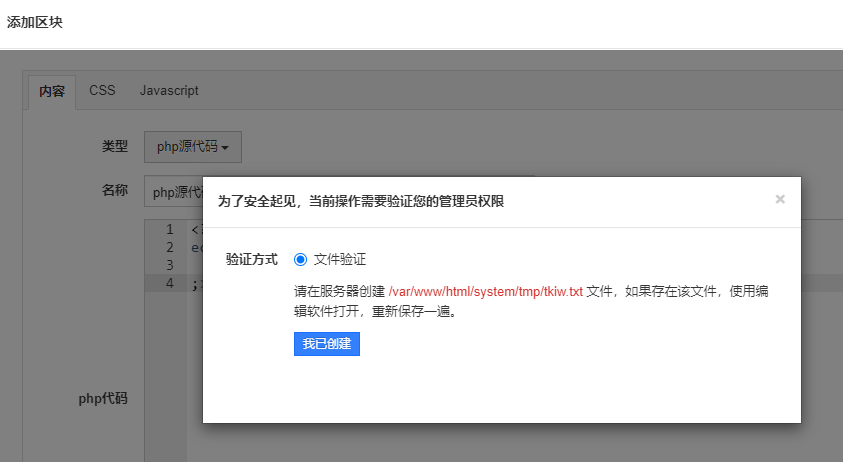 添加区块
内容 CSS Javascript
类型 php源代码
名称 php源代
为了安全起见，当前操作需要验证您的管理员权限 ×
验证方式 文件验证
请在服务器创建 /var/www/html/system/tmp/tkiw.txt 文件，如果存在该文件，使用编
辑软件打开，重新保存一遍。
我已创建
1
2 ec
3
4 ;
php代码